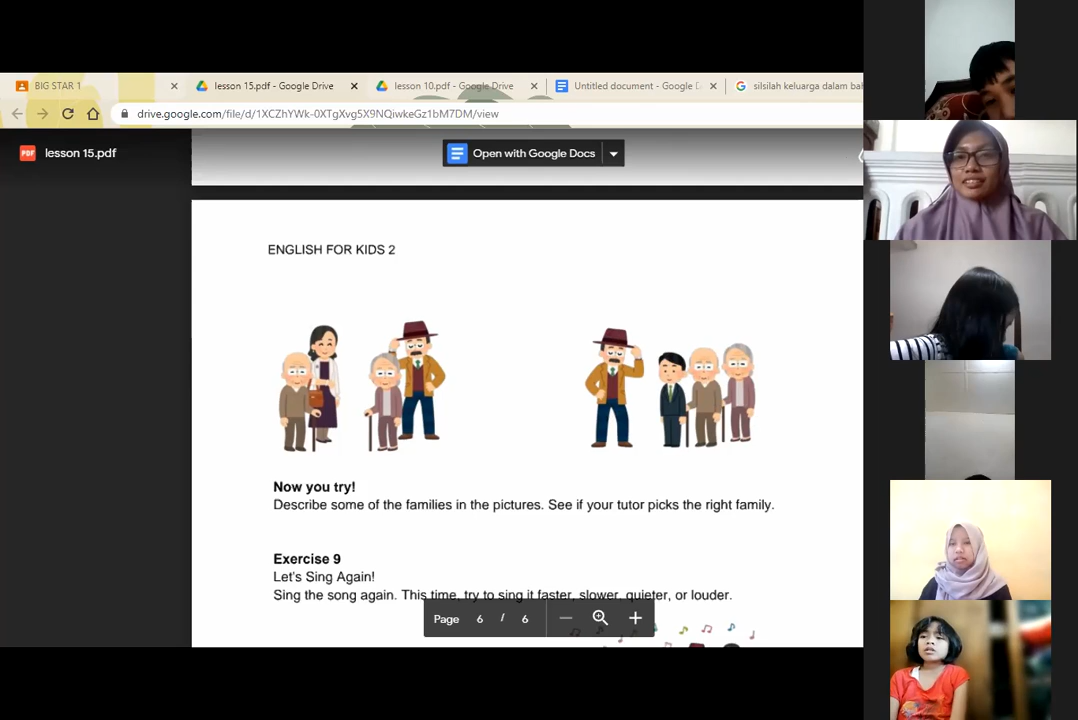 BIG STAR 1
lesson 15.pdf - Google Drive
lesson 10.pdf - Google Drive
Untitled document - Google D
silsilah keluarga dalam bah
drive.google.com/file/d/1XCZhYWk-0XTgXvg5X9NQiwkeGz1bM7DM/view
PDF lesson 15.pdf
Open with Google Docs
ENGLISH FOR KIDS 2
Now you try!
Describe some of the families in the pictures. See if your tutor picks the right family.
Exercise 9
Let's Sing Again!
Sing the song again. This time, try to sing it faster, slower, quieter, or louder.
Page 6 / 6